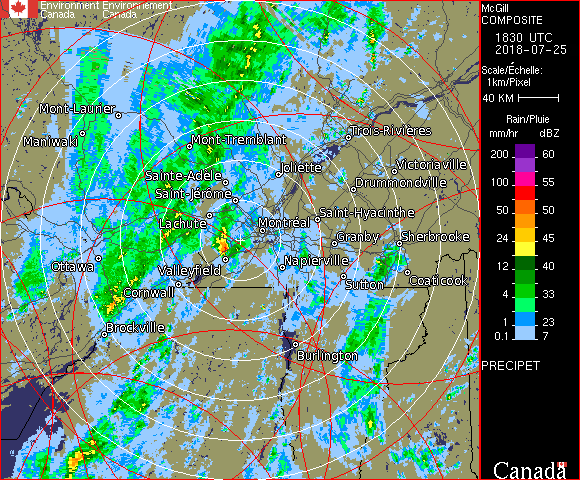 Environment Environnement
Canada Canada
McGill
COMPOSITE
1830 UTC
2018-07-25
Scale/Échelle:
1km/Pixel
40 KM
Rain/Pluie
mm/hr dBZ
200 60
100 55
50 50
24 45
12 40
4 33
1 23
0.1 7
PRECIPET
Canada
Mont-Laurier
Maniwaki
Mont-Tremblant
Trois-Rivières
Sainte-Adèle
Joliette
Victoriaville
Saint-Jérôme
Drummondville
Lachute
Montréal
Saint-Hyacinthe
Granby
Sherbrooke
Ottawa
Valleyfield
Napierville
Cornwall
Sutton
Coaticook
Brockville
Burlington